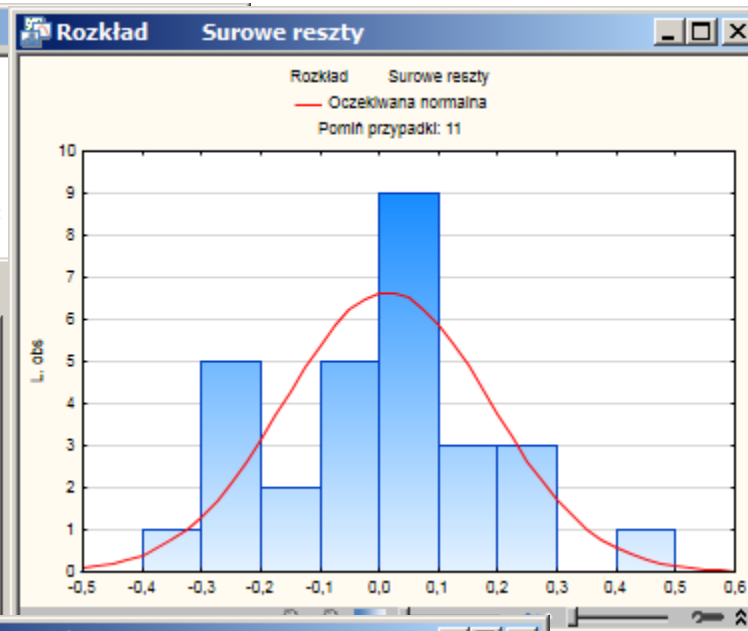 Rozkład Surowe reszty
Rozkład Surowe reszty
Oczekiwana normalna
Pomiń przypadki: 11
10
9
8
7
6
5
4
3
2
1
0
L. obs
-0,5 -0,4 -0,3 -0,2 -0,1 0,0 0,1 0,2 0,3 0,4 0,5 0,6